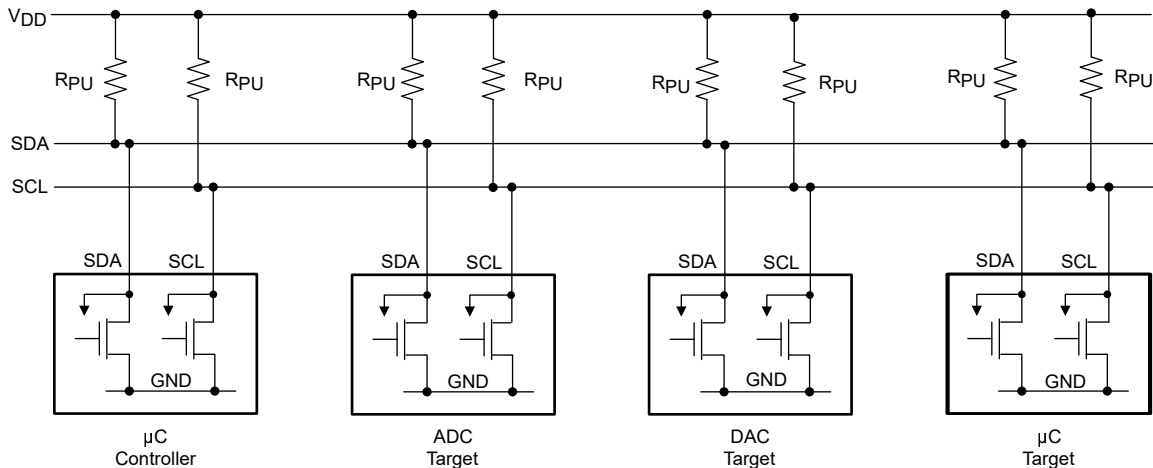 VDD
RPU RPU RPU RPU RPU RPU RPU RPU
SDA
SCL
SDA SCL SDA SCL SDA SCL SDA SCL
GND GND GND GND
µC Controller
ADC Target
DAC Target
µC Target